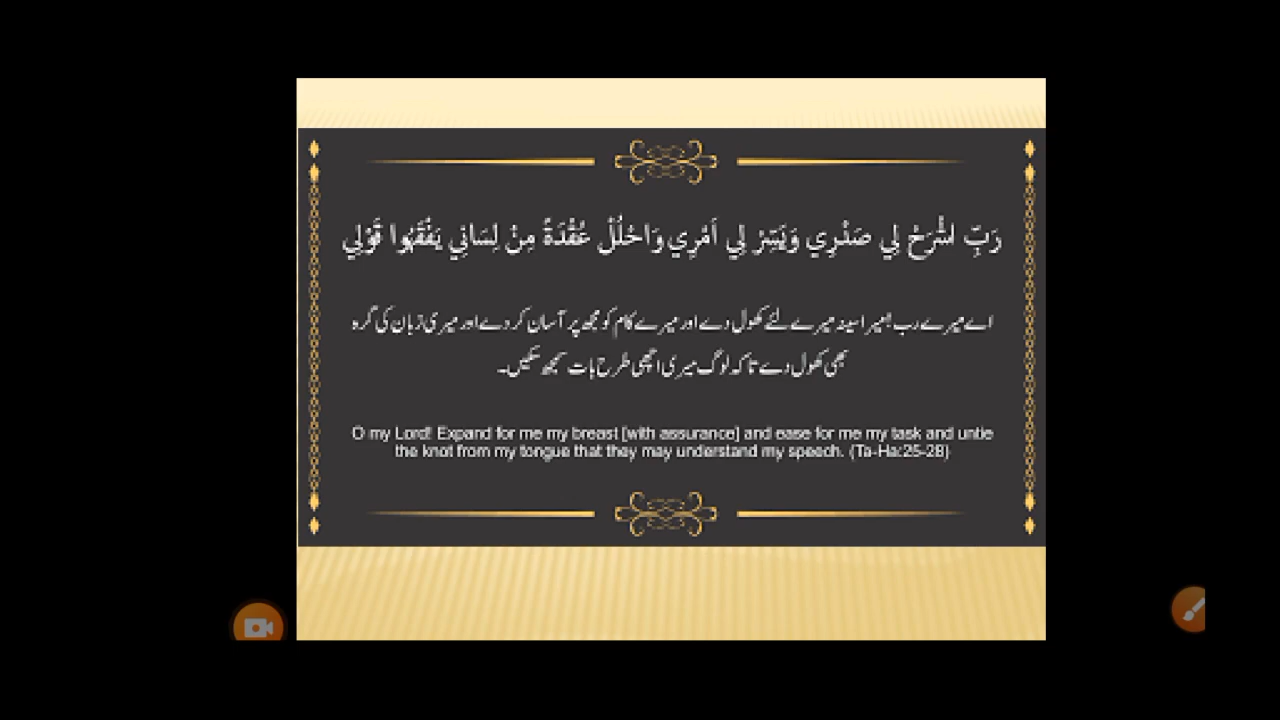 رَبِّ اشْرَحْ لِي صَدْرِي وَيَسِّرْ لِي أَمْرِي وَاحْلُلْ عُقْدَةً مِنْ لِسَانِي يَفْقَهُوا قَوْلِي
اے میرے رب !میرا سینہ میرے لئے کھول دے اور میرے کام کو مجھ پر آسان کر دے اور میری زبان کی گرہ
بھی کھول دے تاکہ لوگ میری اچھی طرح بات سمجھ سکیں۔
O my Lord! Expand for me my breast [with assurance] and ease for me my task and untie
the knot from my tongue that they may understand my speech. (Ta-Ha:25-28)